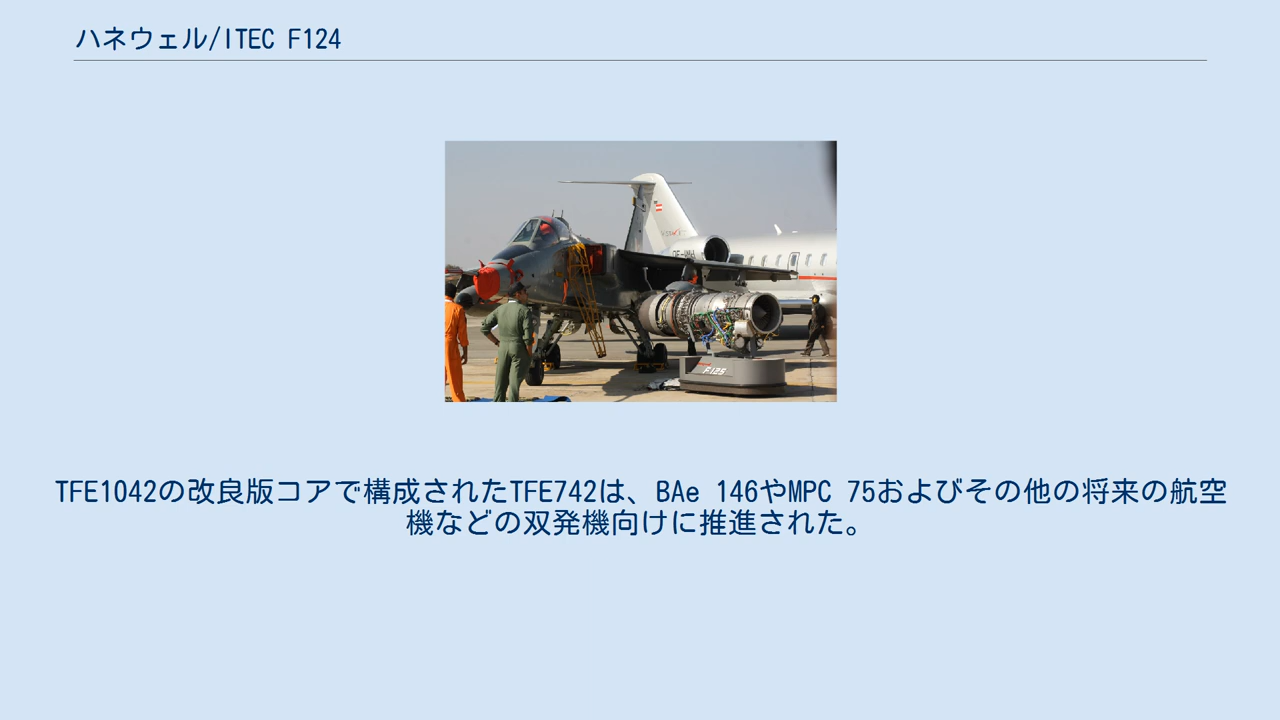 ハネウェル/ITEC F124
F125
TFE1042の改良版コアで構成されたTFE742は、BAe 146やMPC 75およびその他の将来の航空
機などの双発機向けに推進された。